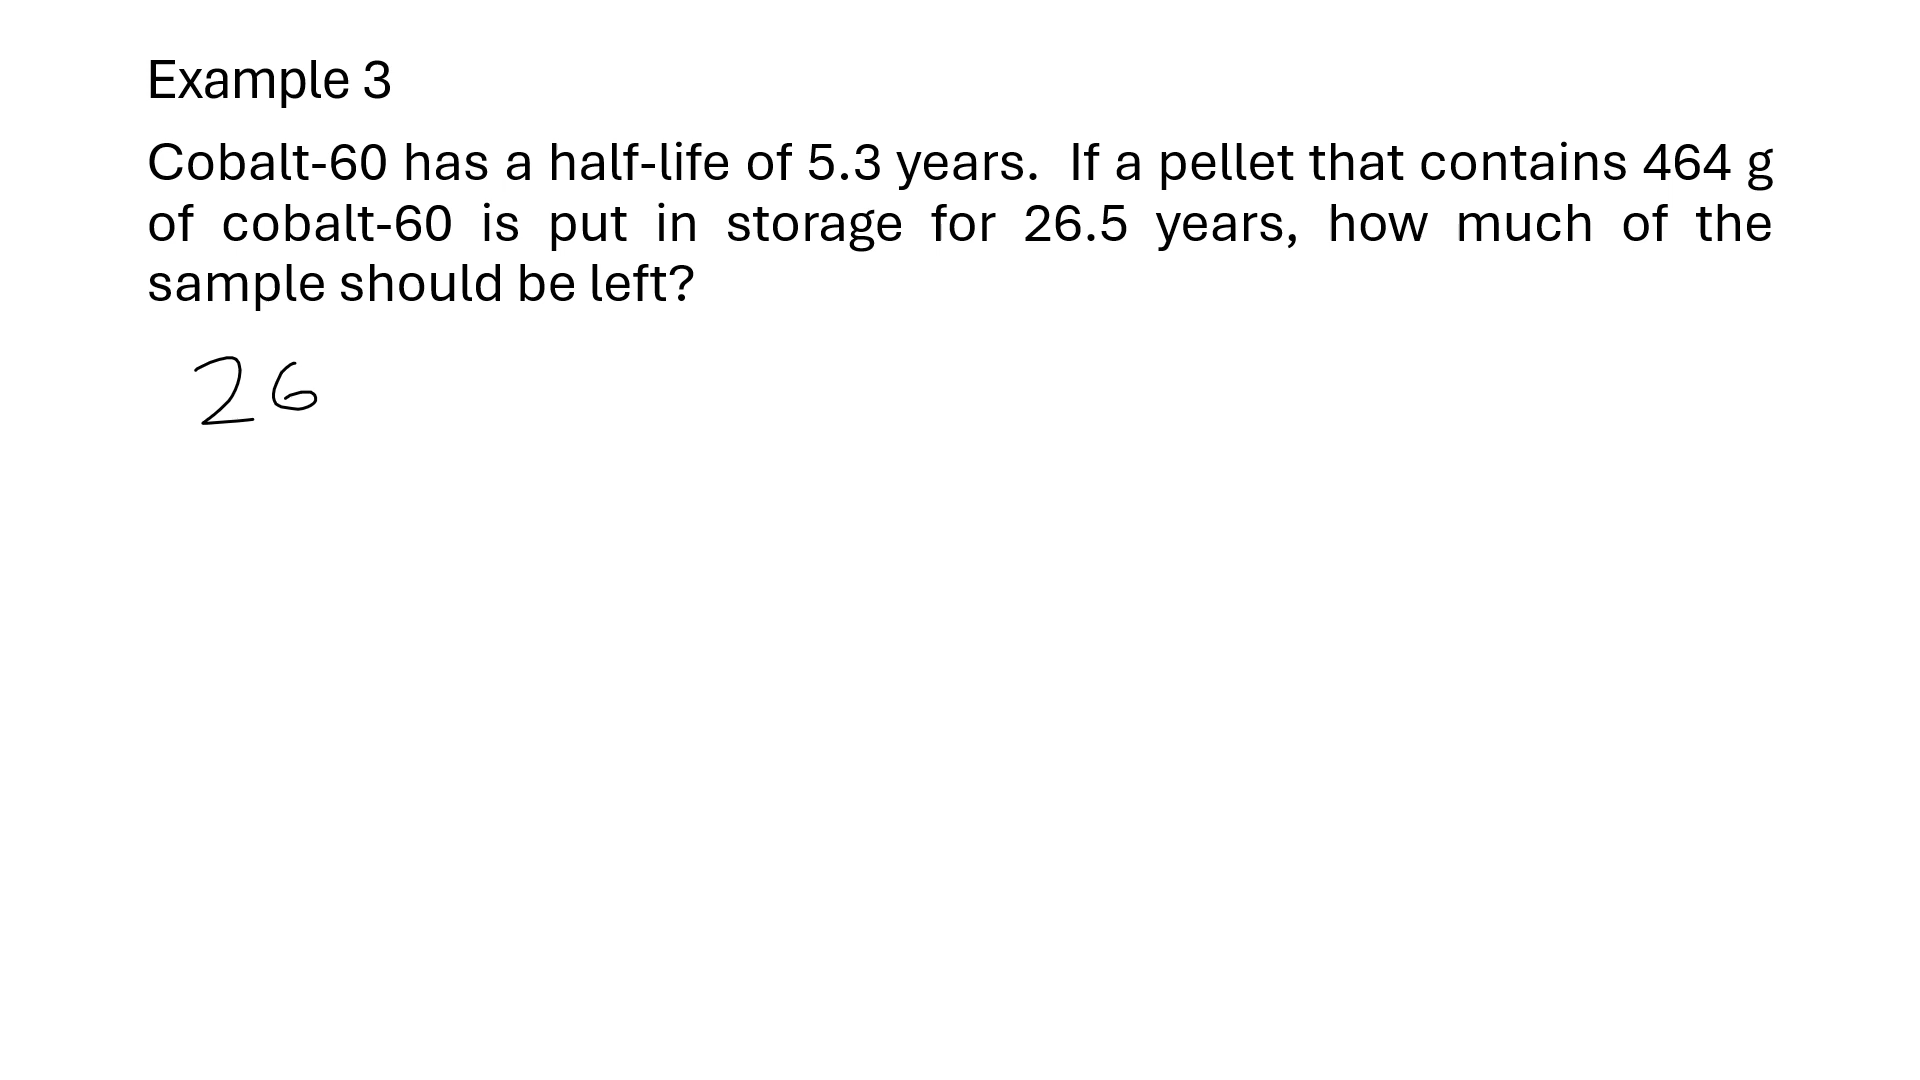 Example 3
Cobalt-60 has a half-life of 5.3 years.  If a pellet that contains 464 g
of cobalt-60 is put in storage for 26.5 years, how much of the
sample should be left?
26